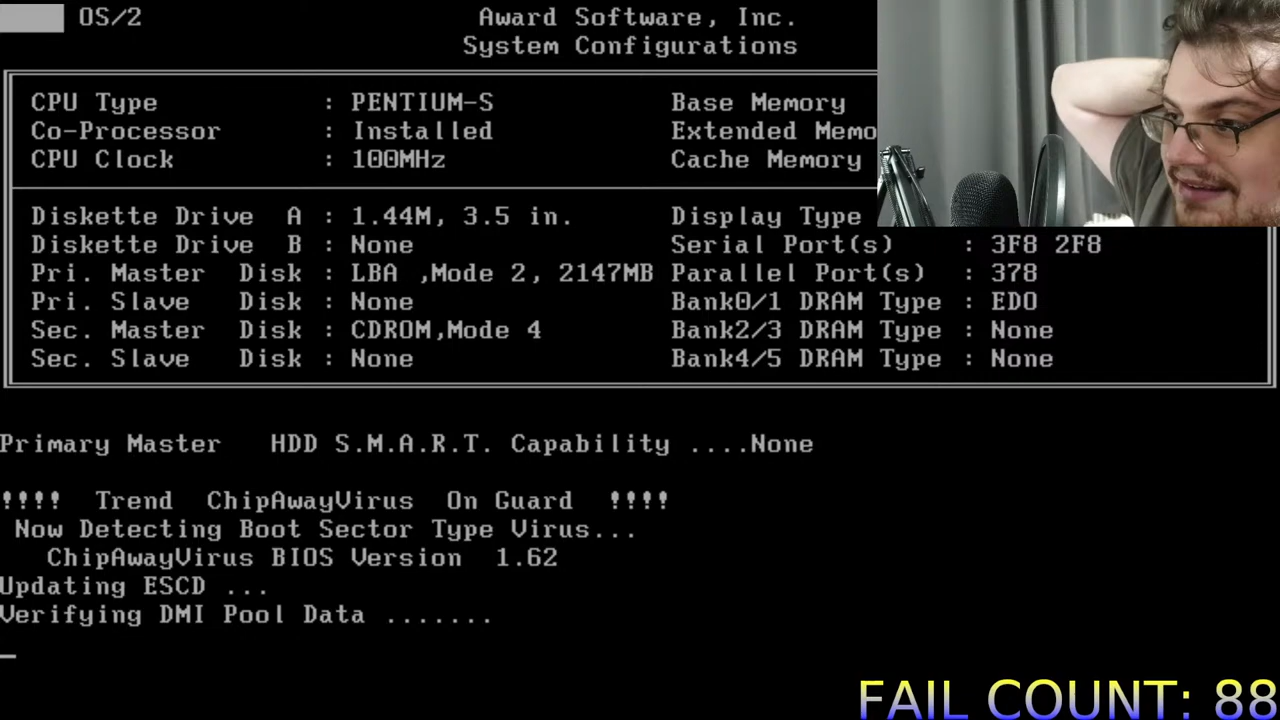 OS/2
Award Software, Inc.
System Configurations
CPU Type : PENTIUM-S Base Memory
Co-Processor : Installed Extended Memo
CPU Clock : 100MHz Cache Memory
Diskette Drive A : 1.44M, 3.5 in. Display Type
Diskette Drive B : None Serial Port(s) : 3F8 2F8
Pri. Master Disk : LBA ,Mode 2, 2147MB Parallel Port(s) : 378
Pri. Slave Disk : None Bank0/1 DRAM Type : EDO
Sec. Master Disk : CDROM,Mode 4 Bank2/3 DRAM Type : None
Sec. Slave Disk : None Bank4/5 DRAM Type : None
Primary Master HDD S.M.A.R.T. Capability ....None
!!!! Trend ChipAwayVirus On Guard !!!!
Now Detecting Boot Sector Type Virus...
ChipAwayVirus BIOS Version 1.62
Updating ESCD ...
Verifying DMI Pool Data .......
_
FAIL COUNT: 88